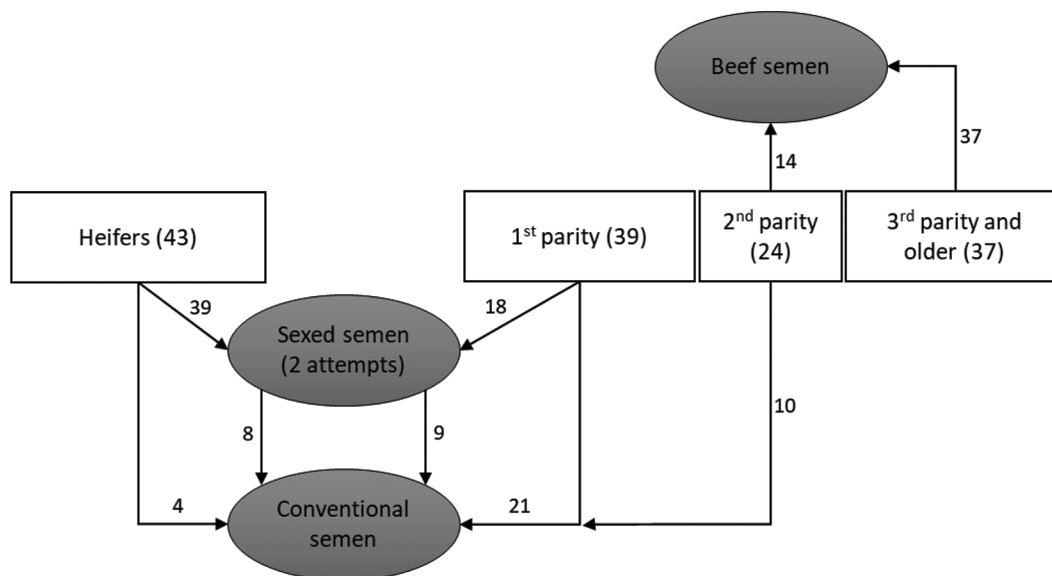 Beef semen
37
14
Heifers (43)
1st parity (39)
2nd parity
(24)
3rd parity and
older (37)
39
18
Sexed semen
(2 attempts)
8
9
10
4
21
Conventional
semen